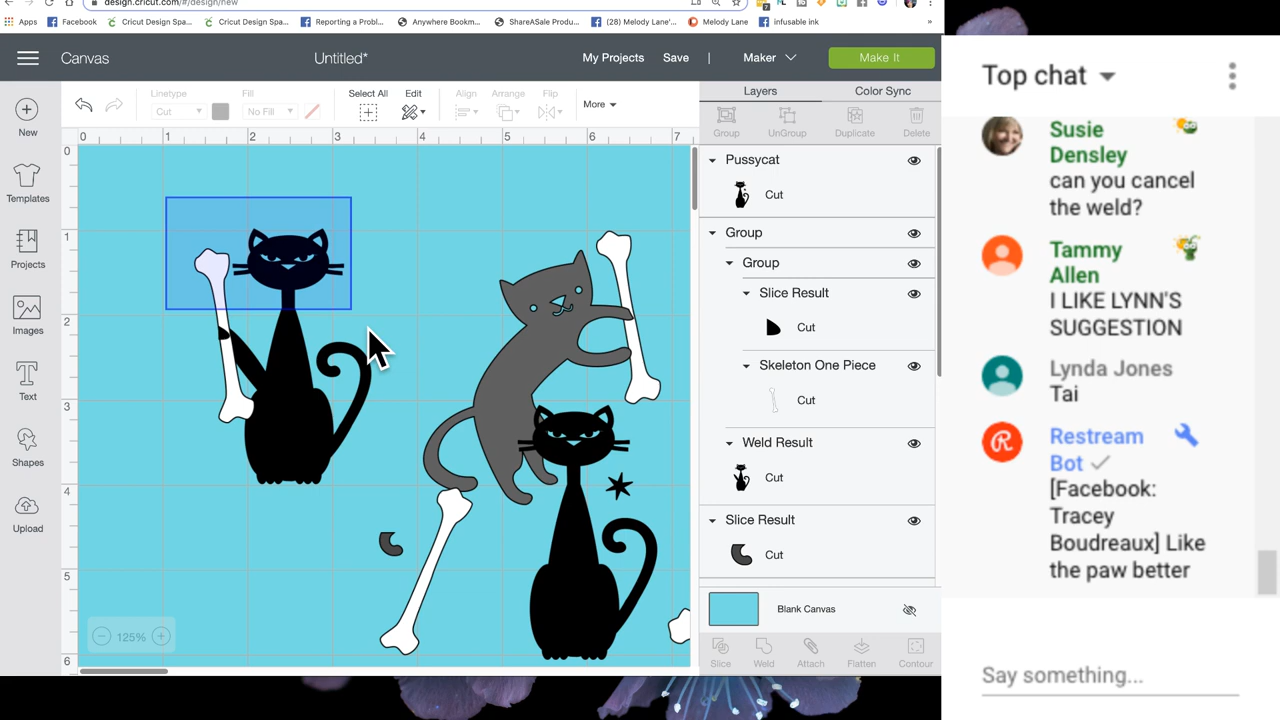 design.cricut.com/#/design/new
Apps Facebook Cricut Design Spa... Cricut Design Spa... Reporting a Probl... Anywhere Bookm... ShareASale Produ... (28) Melody Lane'... Melody Lane infusable ink »
Canvas Untitled* My Projects Save | Maker Make It
New
Templates
Projects
Images
Text
Shapes
Upload
Linetype
Cut
Fill
No Fill
Select All
Edit
Align
Arrange
Flip
More
0 1 2 3 4 5 6 7
0
1
2
3
4
5
6
125%
Layers Color Sync
Group UnGroup Duplicate Delete
Pussycat
Cut
Group
Group
Slice Result
Cut
Skeleton One Piece
Cut
Weld Result
Cut
Slice Result
Cut
Blank Canvas
Slice Weld Attach Flatten Contour
Top chat
Susie
Densley
can you cancel
the weld?
Tammy
Allen
I LIKE LYNN'S
SUGGESTION
Lynda Jones
Tai
Restream
Bot
[Facebook:
Tracey
Boudreaux] Like
the paw better
Say something...